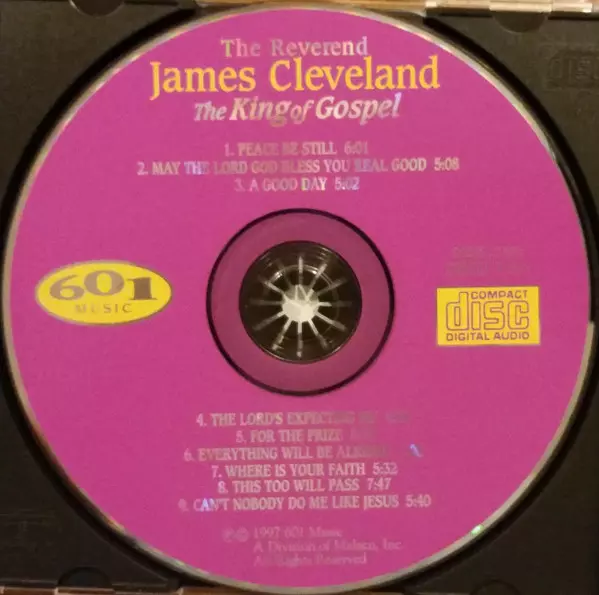 The Reverend
James Cleveland
The King of Gospel
1. PEACE BE STILL 6:01
2. MAY THE LORD GOD BLESS YOU REAL GOOD 5:08
3. A GOOD DAY 5:02
601
MUSIC
COMPACT
disc
DIGITAL AUDIO
4. THE LORD'S EXPECTING
5. FOR THE PRIZE
6. EVERYTHING WILL BE ALRIGHT
7. WHERE IS YOUR FAITH 5:32
8. THIS TOO WILL PASS 7:47
9. CAN'T NOBODY DO ME LIKE JESUS 5:40
℗© 1997 601 Music
A Division of Malaco, Inc.
All Rights Reserved